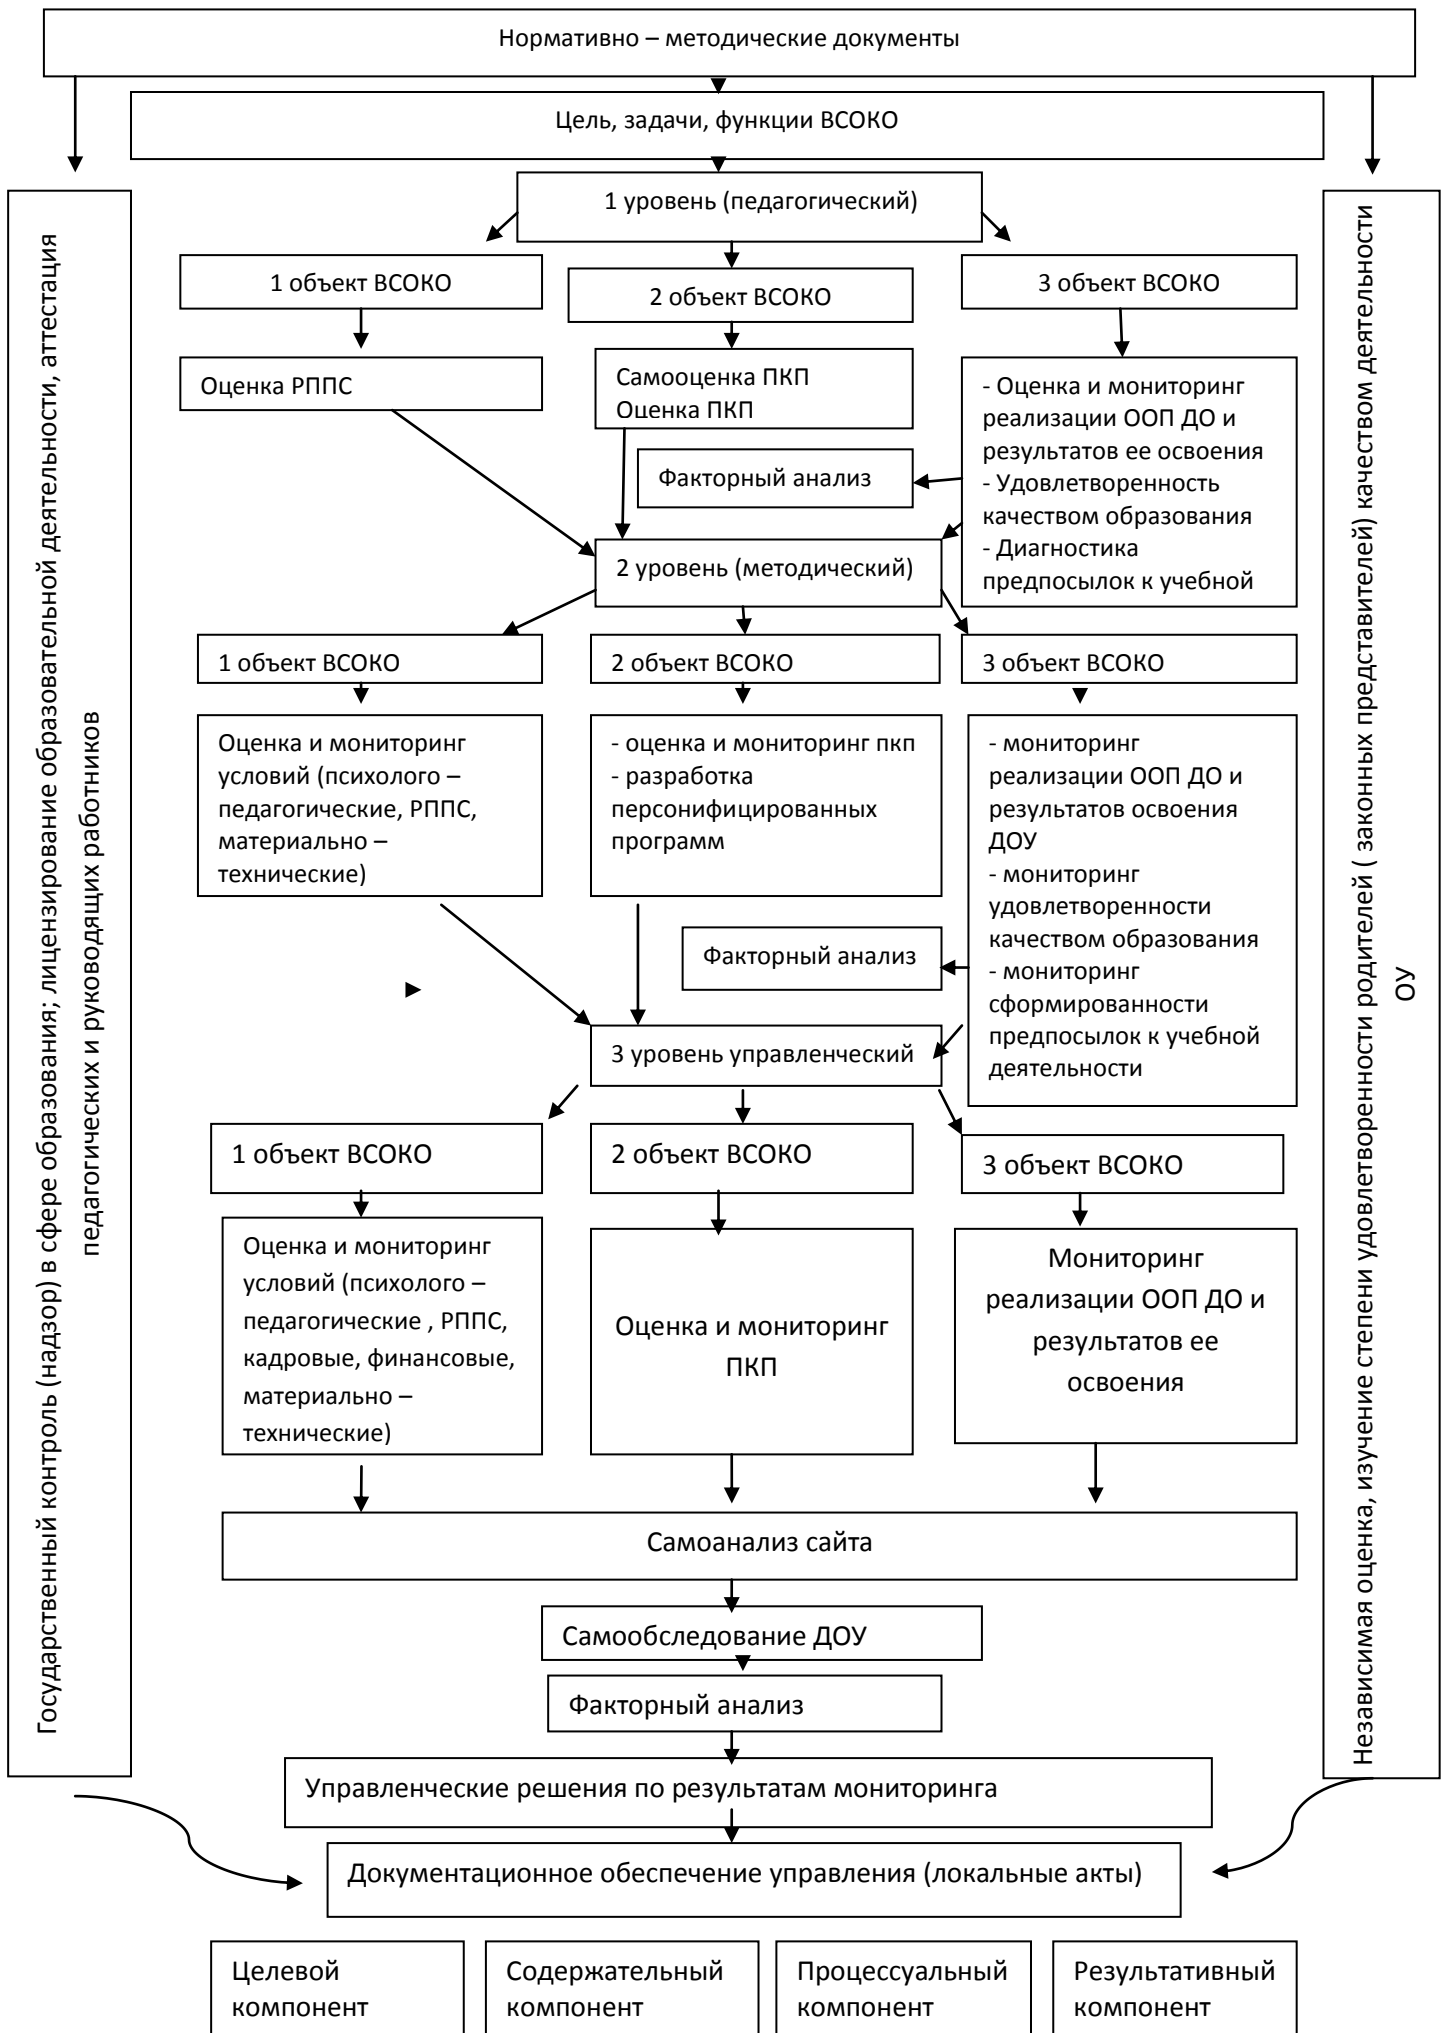 Нормативно – методические документы
Цель, задачи, функции ВСОКО
Государственный контроль (надзор) в сфере образования; лицензирование образовательной деятельности, аттестация
педагогических и руководящих работников
1 уровень (педагогический)
1 объект ВСОКО
2 объект ВСОКО
3 объект ВСОКО
Оценка РППС
Самооценка ПКП
Оценка ПКП
- Оценка и мониторинг
реализации ООП ДО и
результатов ее освоения
- Удовлетворенность
качеством образования
- Диагностика
предпосылок к учебной
Факторный анализ
2 уровень (методический)
1 объект ВСОКО
2 объект ВСОКО
3 объект ВСОКО
Оценка и мониторинг
условий (психолого –
педагогические, РППС,
материально –
технические)
- оценка и мониторинг пкп
- разработка
персонифицированных
программ
- мониторинг
реализации ООП ДО и
результатов освоения
ДОУ
- мониторинг
удовлетворенности
качеством образования
- мониторинг
сформированности
предпосылок к учебной
деятельности
Факторный анализ
3 уровень управленческий
1 объект ВСОКО
2 объект ВСОКО
3 объект ВСОКО
Оценка и мониторинг
условий (психолого –
педагогические , РППС,
кадровые, финансовые,
материально –
технические)
Оценка и мониторинг
ПКП
Мониторинг
реализации ООП ДО и
результатов ее
освоения
Самоанализ сайта
Самообследование ДОУ
Факторный анализ
Управленческие решения по результатам мониторинга
Документационное обеспечение управления (локальные акты)
Независимая оценка, изучение степени удовлетворенности родителей ( законных представителей) качеством деятельности
ОУ
Целевой
компонент
Содержательный
компонент
Процессуальный
компонент
Результативный
компонент